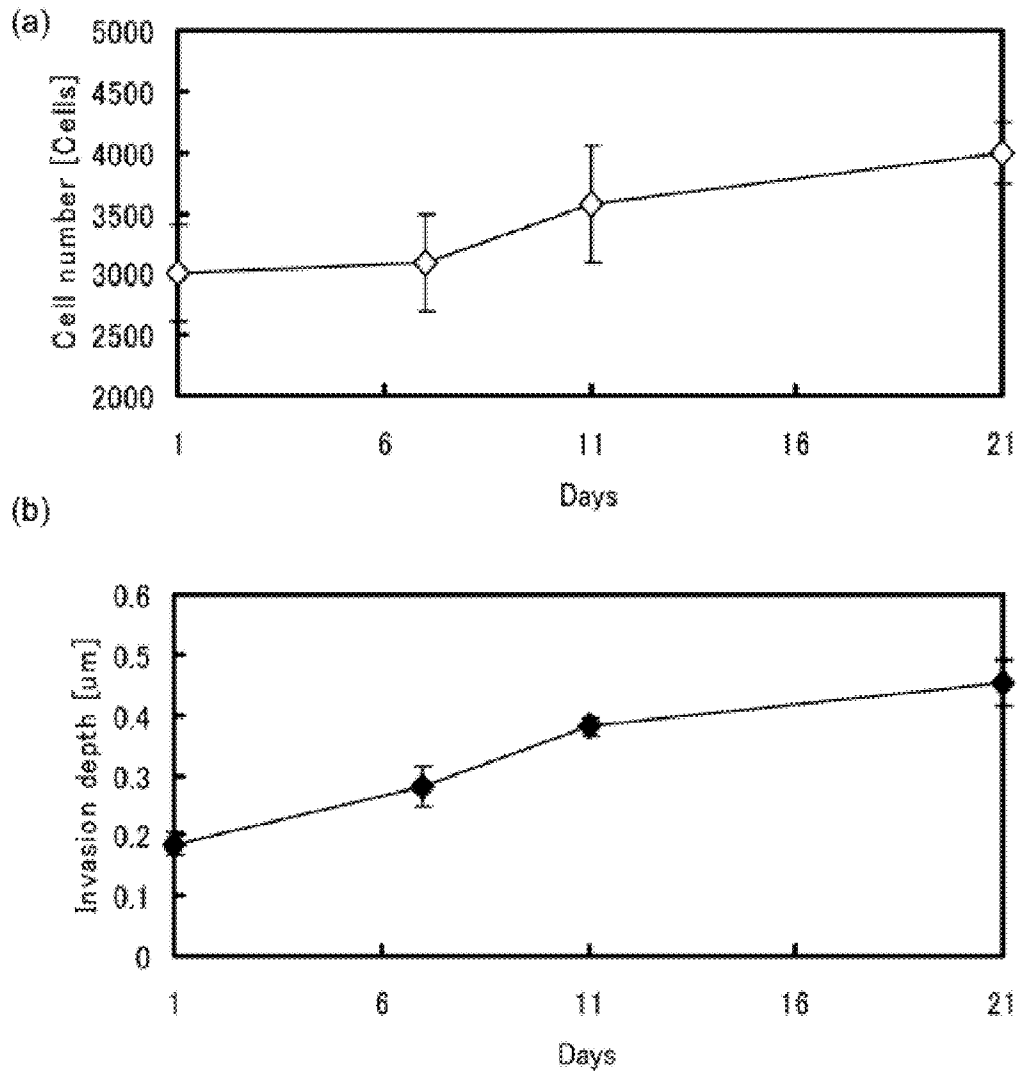 (a)
Cell number [Cells]
5000
4500
4000
3500
3000
2500
2000
1 6 11 16 21
Days
(b)
Invasion depth [um]
0.6
0.5
0.4
0.3
0.2
0.1
0
1 6 11 16 21
Days